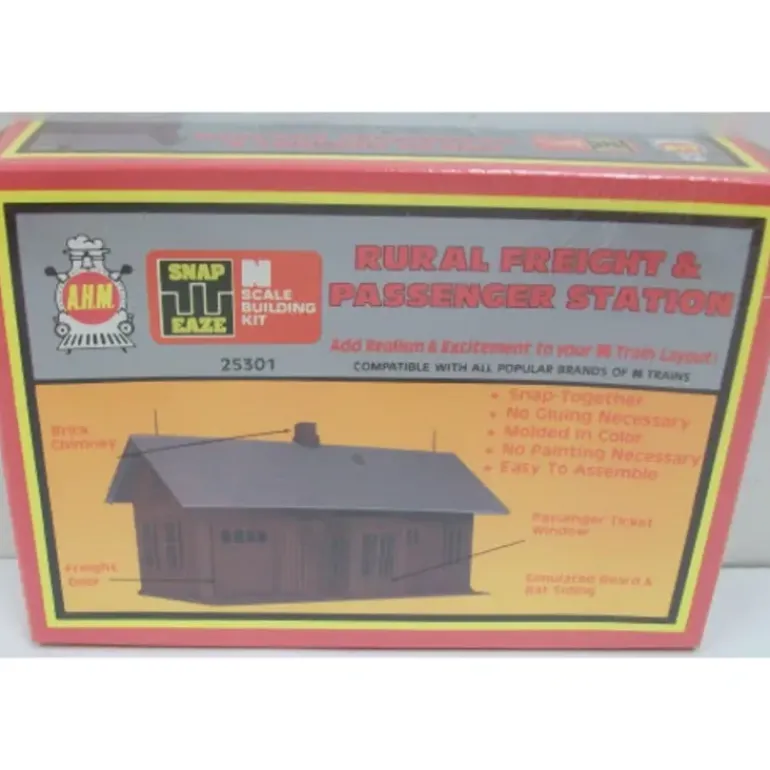 A.H.M.
SNAP
EAZE
N
SCALE
BUILDING
KIT
25301
RURAL FREIGHT &
PASSENGER STATION
Add Realism & Excitement to your N Train Layout!
COMPATIBLE WITH ALL POPULAR BRANDS OF N TRAINS
• Snap-Together
• No Gluing Necessary
• Molded in Color
• No Painting Necessary
• Easy To Assemble
Brick
Chimney
Freight
Door
Passenger Ticket
Window
Simulated Board &
Bat Siding